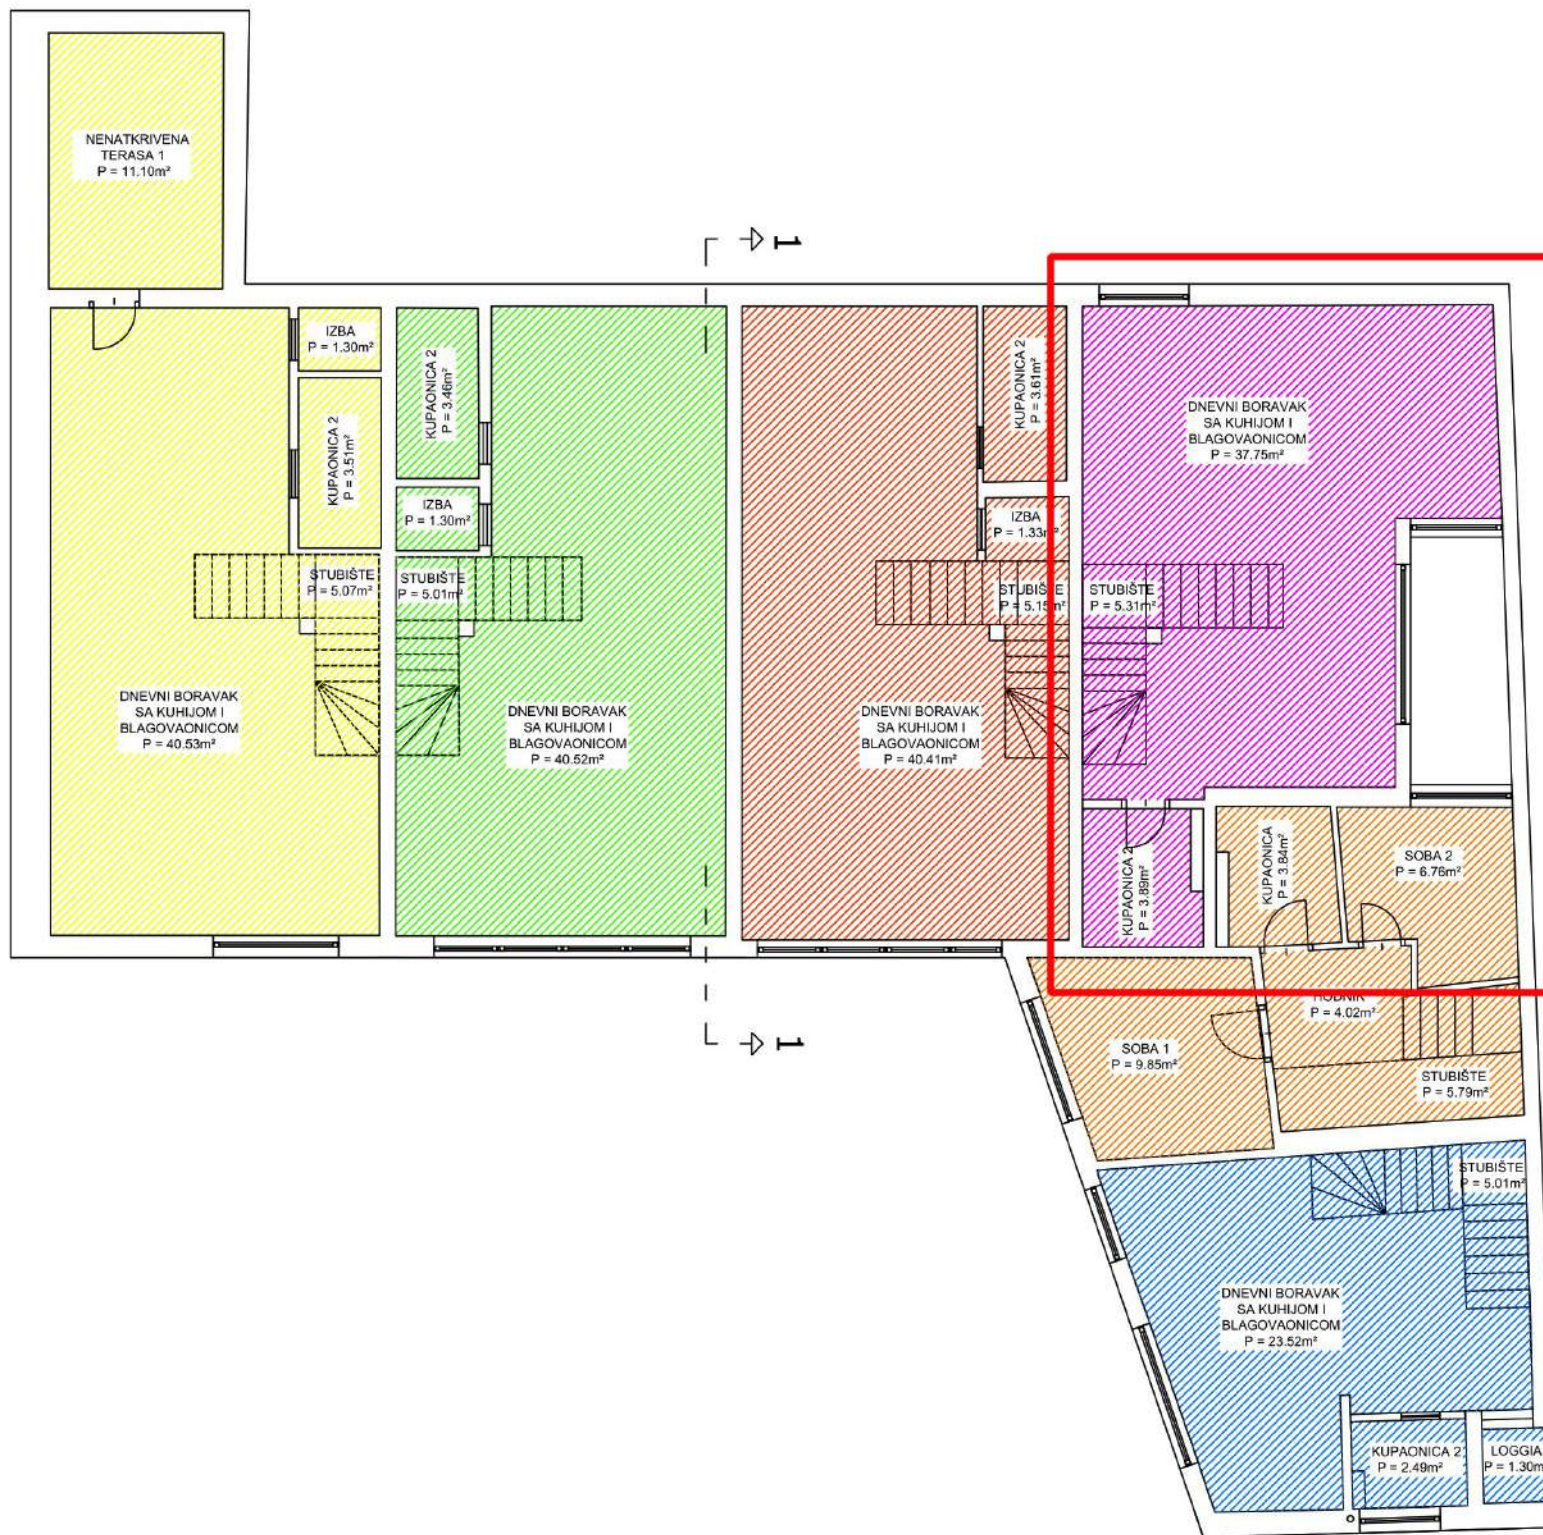 NENATKRIVENA
TERASA 1
P = 11.10m²
1
IZBA
P = 1.30m²
KUPAONICA 2
P = 3.51m²
STUBIŠTE
P = 5.07m²
DNEVNI BORAVAK
SA KUHIJOM I
BLAGOVAONICOM
P = 40.53m²
KUPAONICA 2
P = 3.46m²
IZBA
P = 1.30m²
STUBIŠTE
P = 5.01m²
DNEVNI BORAVAK
SA KUHIJOM I
BLAGOVAONICOM
P = 40.52m²
KUPAONICA 2
P = 3.61m²
IZBA
P = 1.33m²
STUBIŠTE
P = 5.15m²
DNEVNI BORAVAK
SA KUHIJOM I
BLAGOVAONICOM
P = 40.41m²
DNEVNI BORAVAK
SA KUHIJOM I
BLAGOVAONICOM
P = 37.75m²
STUBIŠTE
P = 5.31m²
KUPAONICA 2
P = 3.89m²
KUPAONICA
P = 3.84m²
SOBA 2
P = 6.76m²
HODNIK
P = 4.02m²
1
SOBA 1
P = 9.85m²
STUBIŠTE
P = 5.79m²
STUBIŠTE
P = 5.01m²
DNEVNI BORAVAK
SA KUHIJOM I
BLAGOVAONICOM
P = 23.52m²
KUPAONICA 2
P = 2.49m²
LOGGIA
P = 1.30m